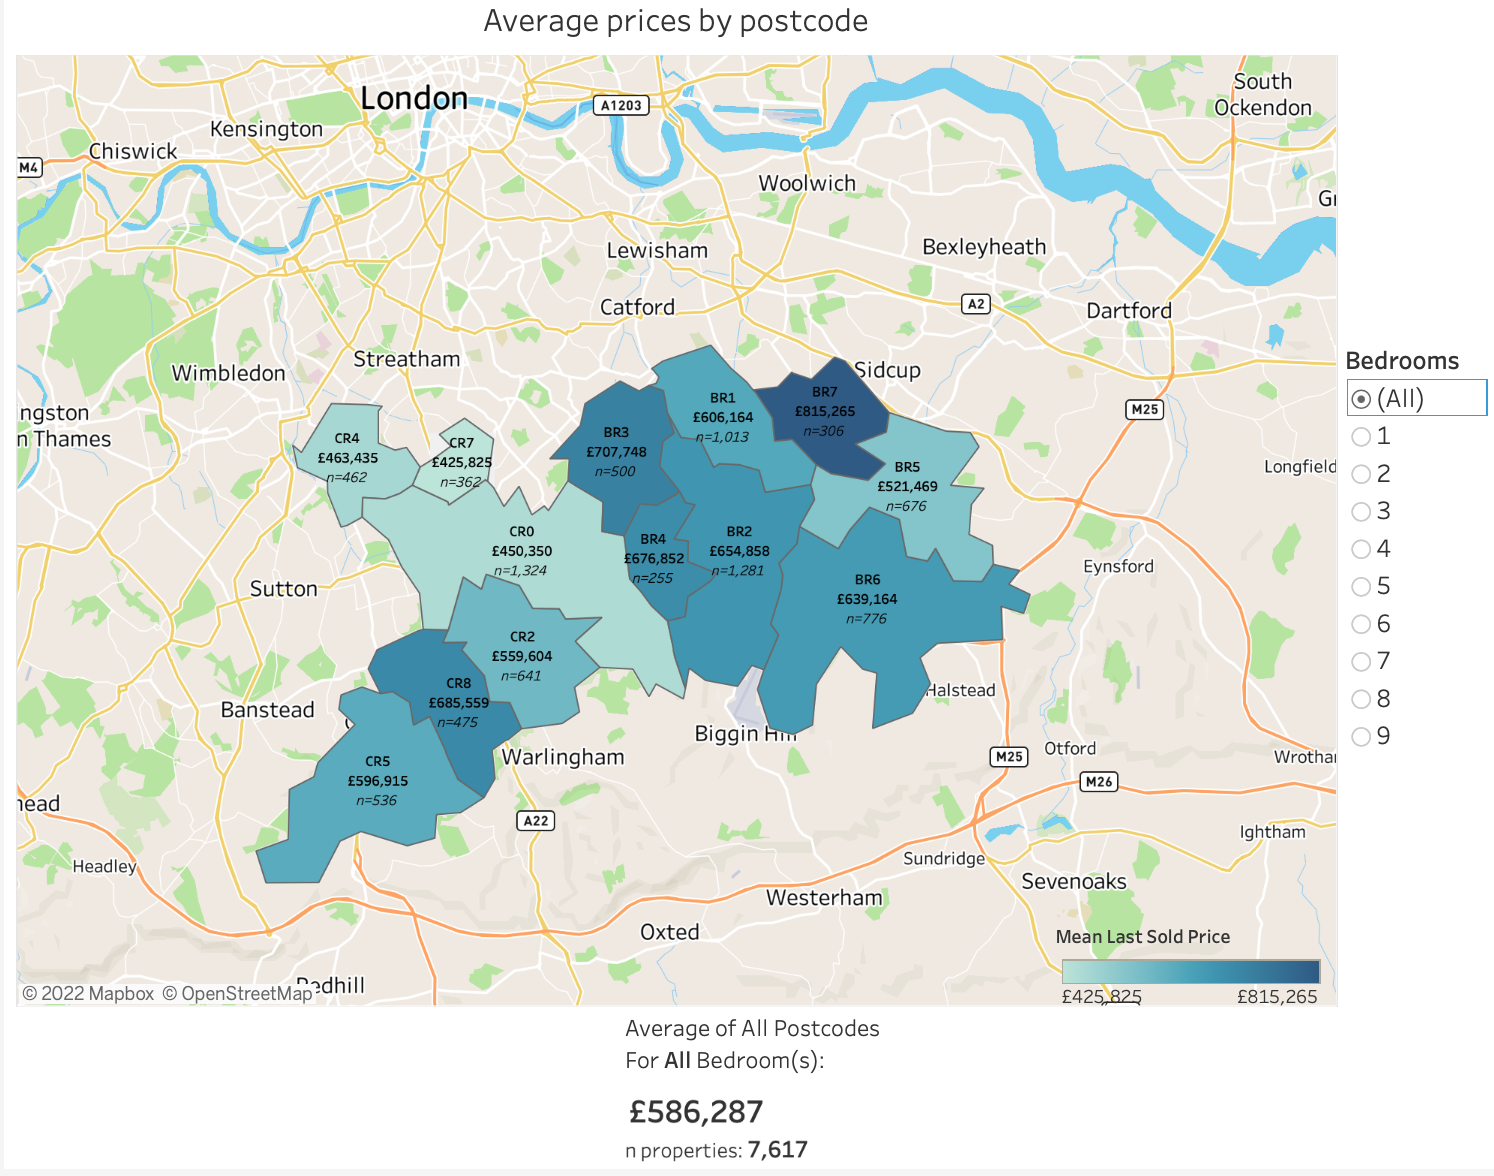 Average prices by postcode
London
A1203
South
Ockendon
Kensington
Chiswick
M4
Woolwich
Lewisham
Bexleyheath
Catford
A2
Dartford
Streatham
Wimbledon
Sidcup
ngston
n Thames
M25
Longfield
BR1
£606,164
n=1,013
BR7
£815,265
n=306
BR3
£707,748
n=500
CR4
£463,435
n=462
CR7
£425,825
n=362
BR5
£521,469
n=676
CR0
£450,350
n=1,324
BR4
£676,852
n=255
BR2
£654,858
n=1,281
BR6
£639,164
n=776
Eynsford
Sutton
CR2
£559,604
n=641
CR8
£685,559
n=475
Halstead
Banstead
Biggin Hill
Warlingham
CR5
£596,915
n=536
M25
Otford
Wrotha
M26
head
A22
Ightham
Headley
Sundridge
Sevenoaks
Westerham
Oxted
Redhill
© 2022 Mapbox © OpenStreetMap
Mean Last Sold Price
£425,825
£815,265
Bedrooms
(All)
1
2
3
4
5
6
7
8
9
Average of All Postcodes
For All Bedroom(s):
£586,287
n properties: 7,617